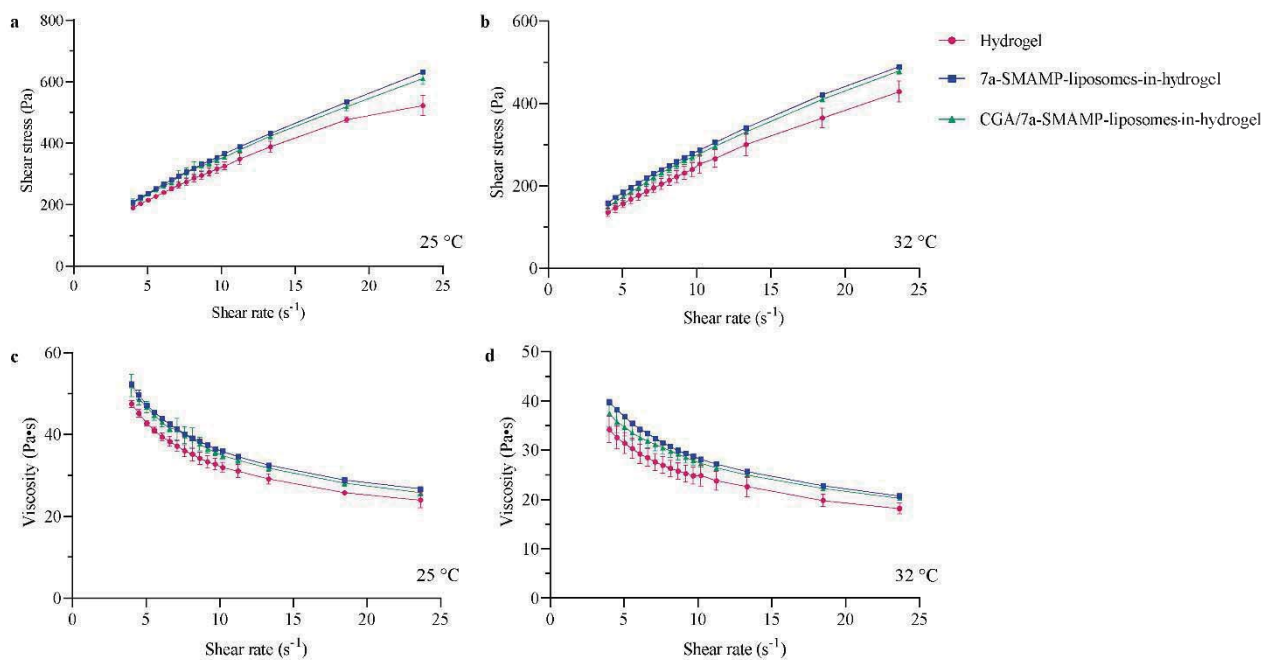 a
Shear stress (Pa)
800
600
400
200
0
0 5 10 15 20 25
Shear rate (s⁻¹)
25 °C
b
Shear stress (Pa)
600
400
200
0
0 5 10 15 20 25
Shear rate (s⁻¹)
32 °C
Hydrogel
7a-SMAMP-liposomes-in-hydrogel
CGA/7a-SMAMP-liposomes-in-hydrogel
c
Viscosity (Pa•s)
60
40
20
0
0 5 10 15 20 25
Shear rate (s⁻¹)
25 °C
d
Viscosity (Pa•s)
50
40
30
20
10
0
0 5 10 15 20 25
Shear rate (s⁻¹)
32 °C